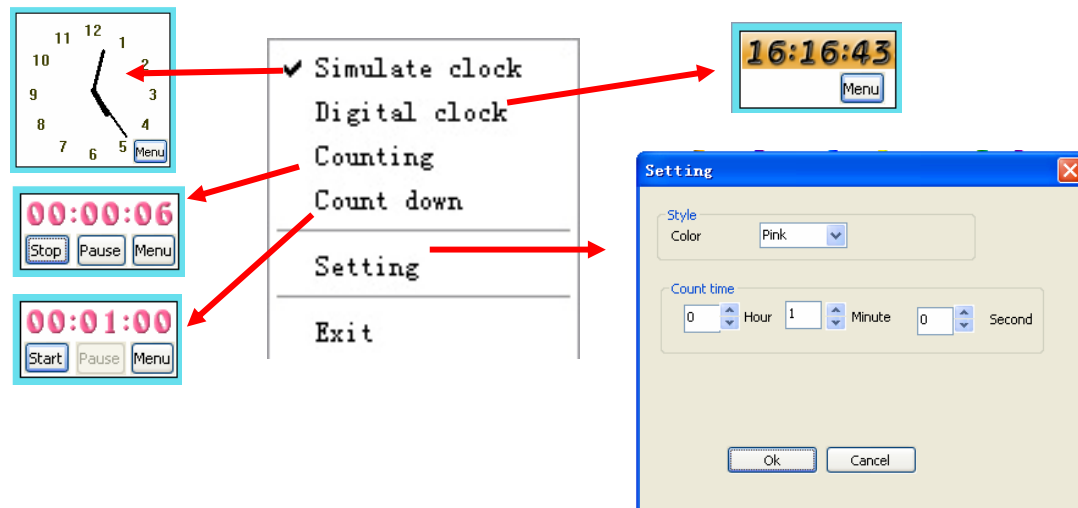 12
11
1
10
2
9
3
8
4
7
5
6
Menu
00:00:06
Stop Pause Menu
00:01:00
Start Pause Menu
✔ Simulate clock
Digital clock
Counting
Count down
Setting
Exit
16:16:43
Menu
Setting
Style
Color Pink
Count time
0 Hour 1 Minute 0 Second
Ok Cancel